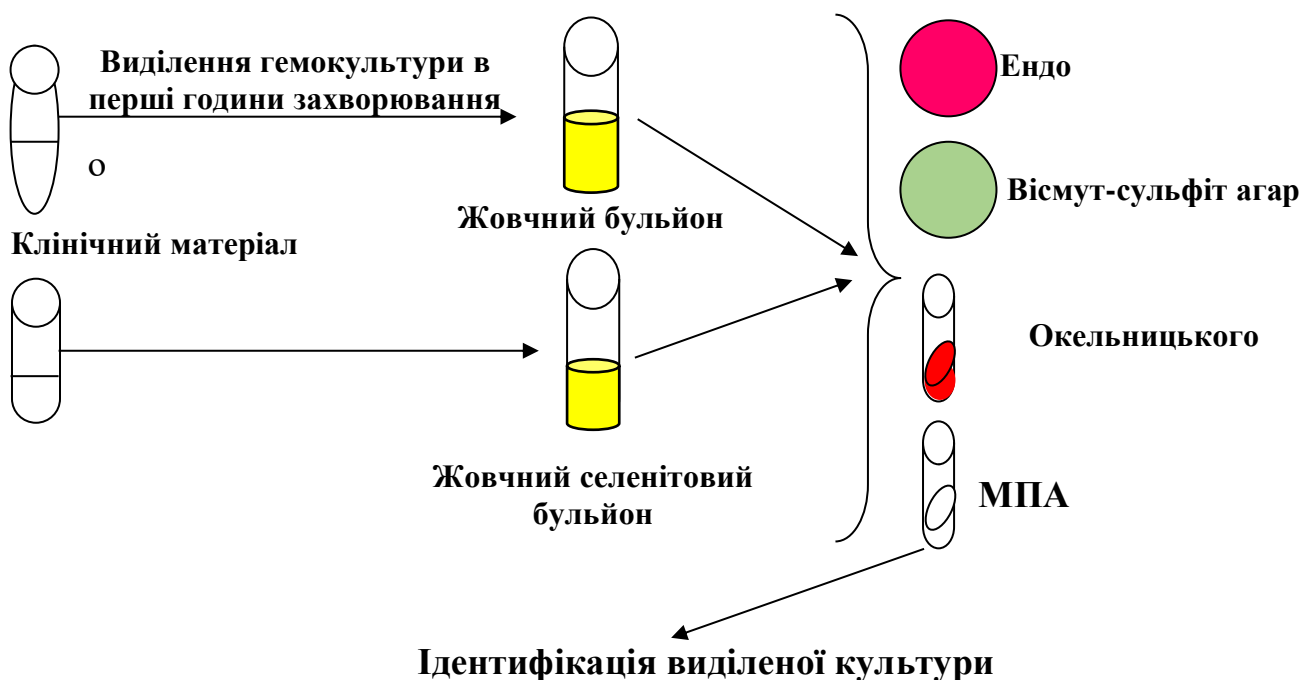 Виділення гемокультури в
перші години захворювання
Ендо
о
Вісмут-сульфіт агар
Жовчний бульйон
Клінічний матеріал
Окельницького
Жовчний селенітовий
бульйон
МПА
Ідентифікація виділеної культури